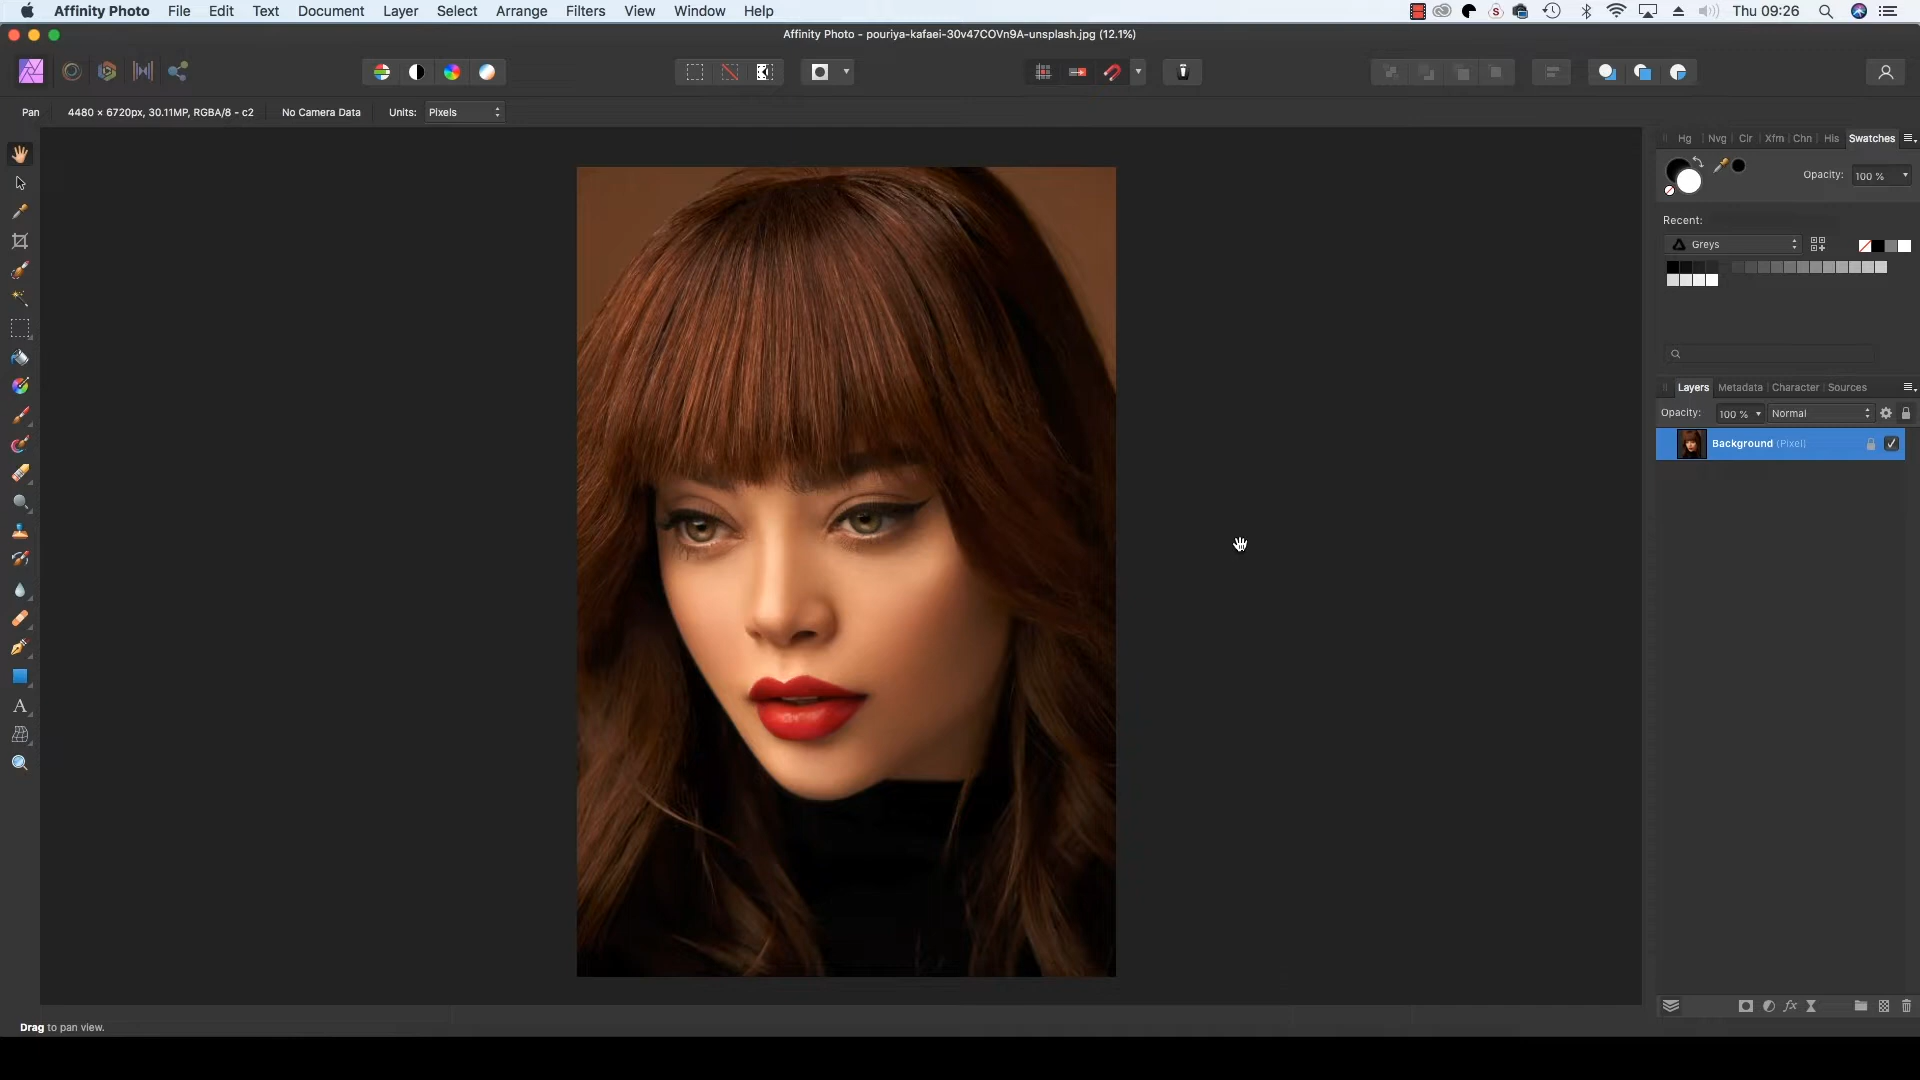 Affinity Photo File Edit Text Document Layer Select Arrange Filters View Window Help Thu 09:26
Affinity Photo - pouriya-kafaei-30v47COVn9A-unsplash.jpg (12.1%)
Pan 4480 × 6720px, 30.11MP, RGBA/8 - c2 No Camera Data Units: Pixels
Hg Nvg Clr Xfm Chn His Swatches
Opacity: 100 %
Recent:
Greys
Layers Metadata Character Sources
Opacity: 100 % Normal
Background (Pixel)
A
fx
Drag to pan view.